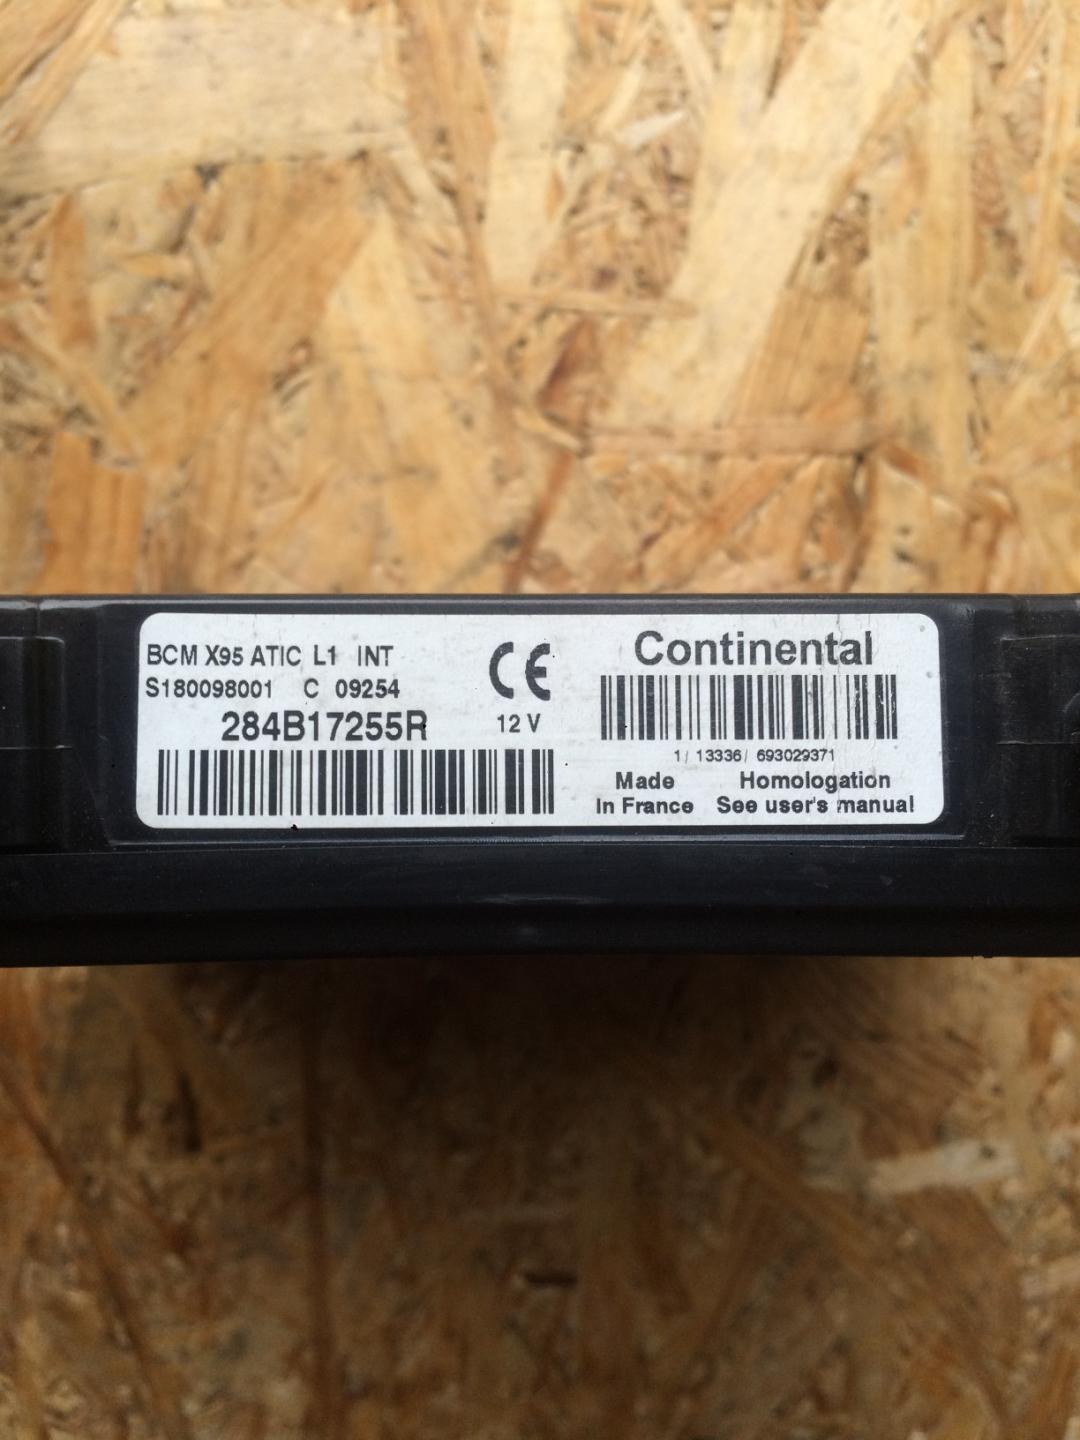 BCM X95 ATIC L1 INT
S180098001 C 09254
284B17255R
CE
12 V
Continental
1/ 13336/ 693029371
Made
In France
Homologation
See user's manual